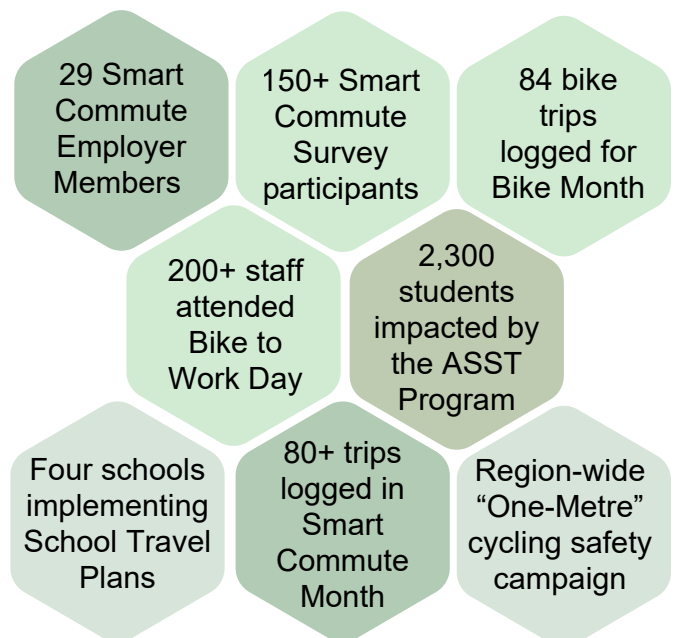 29 Smart
Commute
Employer
Members
150+ Smart
Commute
Survey
participants
84 bike
trips
logged for
Bike Month
200+ staff
attended
Bike to
Work Day
2,300
students
impacted by
the ASST
Program
Four schools
implementing
School Travel
Plans
80+ trips
logged in
Smart
Commute
Month
Region-wide
“One-Metre”
cycling safety
campaign